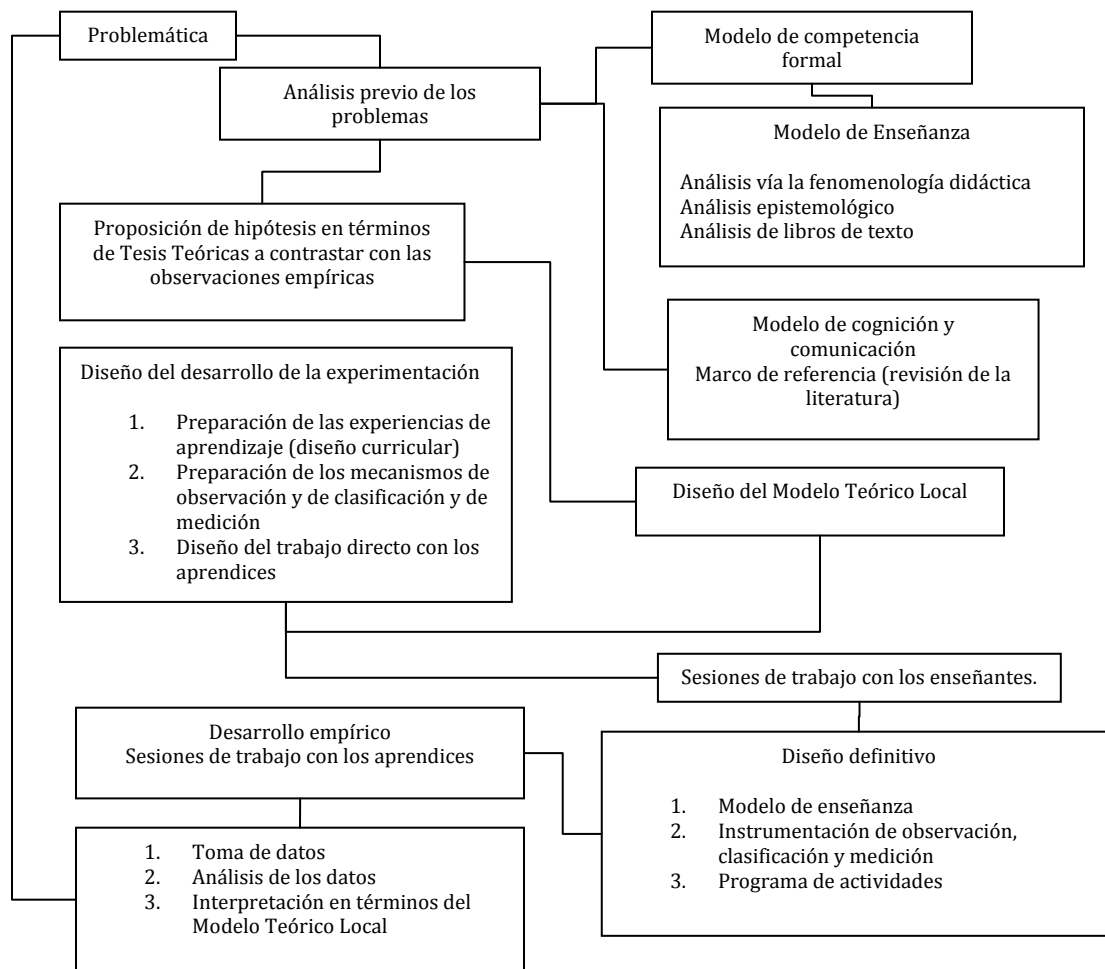 Problemática
Modelo de competencia
formal
Análisis previo de los
problemas
Modelo de Enseñanza
Análisis vía la fenomenología didáctica
Análisis epistemológico
Análisis de libros de texto
Proposición de hipótesis en términos
de Tesis Teóricas a contrastar con las
observaciones empíricas
Modelo de cognición y
comunicación
Marco de referencia (revisión de la
literatura)
Diseño del desarrollo de la experimentación
1. Preparación de las experiencias de
aprendizaje (diseño curricular)
2. Preparación de los mecanismos de
observación y de clasificación y de
medición
3. Diseño del trabajo directo con los
aprendices
Diseño del Modelo Teórico Local
Sesiones de trabajo con los enseñantes.
Desarrollo empírico
Sesiones de trabajo con los aprendices
Diseño definitivo
1. Modelo de enseñanza
2. Instrumentación de observación,
clasificación y medición
3. Programa de actividades
1. Toma de datos
2. Análisis de los datos
3. Interpretación en términos del
Modelo Teórico Local